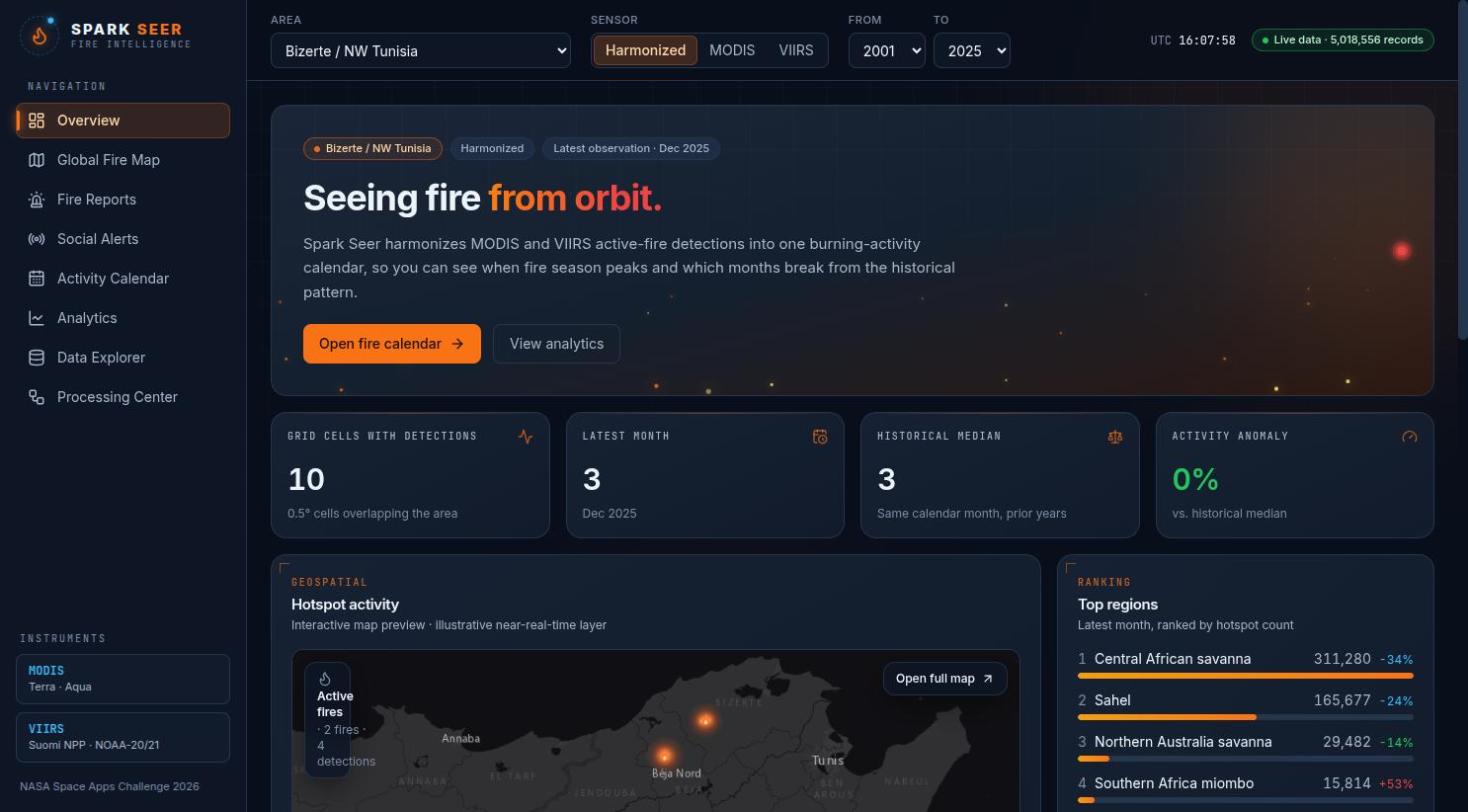 SPARK SEER
FIRE INTELLIGENCE
NAVIGATION
Overview
Global Fire Map
Fire Reports
Social Alerts
Activity Calendar
Analytics
Data Explorer
Processing Center
INSTRUMENTS
MODIS
Terra · Aqua
VIIRS
Suomi NPP · NOAA-20/21
NASA Space Apps Challenge 2026
AREA
Bizerte / NW Tunisia
SENSOR
Harmonized MODIS VIIRS
FROM
2001
TO
2025
UTC 16:07:58
Live data · 5,018,556 records
Bizerte / NW Tunisia
Harmonized
Latest observation · Dec 2025
Seeing fire from orbit.
Spark Seer harmonizes MODIS and VIIRS active-fire detections into one burning-activity
calendar, so you can see when fire season peaks and which months break from the historical
pattern.
Open fire calendar
View analytics
GRID CELLS WITH DETECTIONS
10
0.5° cells overlapping the area
LATEST MONTH
3
Dec 2025
HISTORICAL MEDIAN
3
Same calendar month, prior years
ACTIVITY ANOMALY
0%
vs. historical median
GEOSPATIAL
Hotspot activity
Interactive map preview · illustrative near-real-time layer
Active
fires
· 2 fires ·
4
detections
Open full map
Annaba
BIZERTE
Béja Nord
BEJA
Tunis
ANNABA
EL TARF
JENDOUBA
BEN
AROUS
NABEUL
RANKING
Top regions
Latest month, ranked by hotspot count
1 Central African savanna 311,280 -34%
2 Sahel 165,677 -24%
3 Northern Australia savanna 29,482 -14%
4 Southern Africa miombo 15,814 +53%